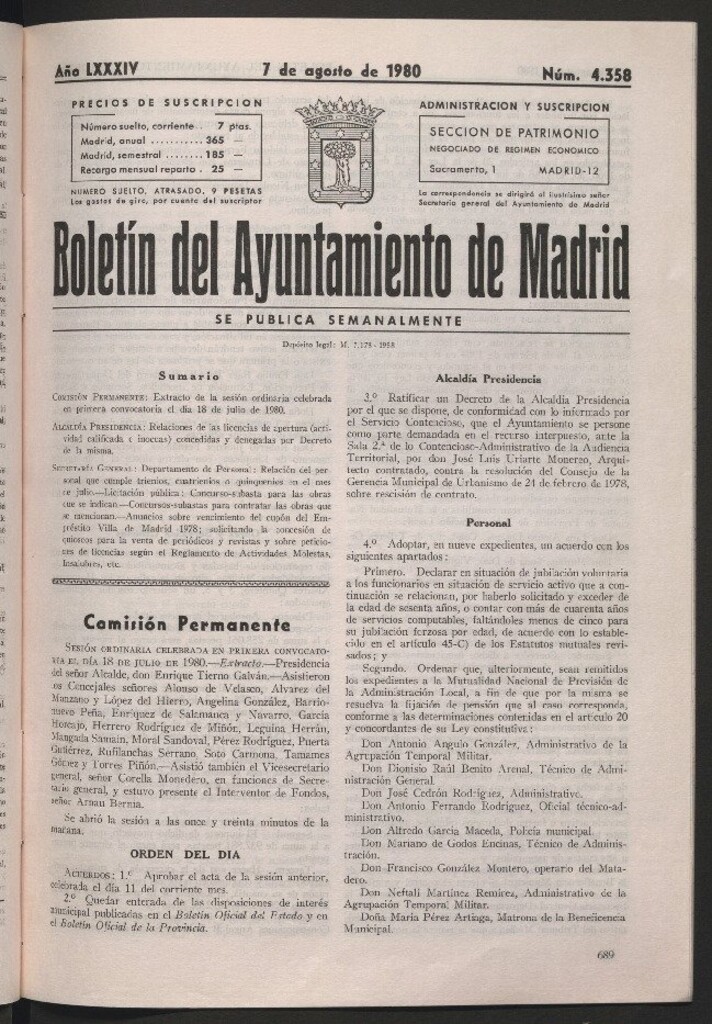 Año LXXXIV
7 de agosto de 1980
Núm. 4.358
PRECIOS DE SUSCRIPCION
Número suelto, corriente.. 7 ptas.
Madrid, anual ........... 365 —
Madrid, semestral ........ 185 —
Recargo mensual reparto . 25 —
NUMERO SUELTO, ATRASADO, 9 PESETAS
Los gastos de giro, por cuenta del suscriptor
ADMINISTRACION Y SUSCRIPCION
SECCION DE PATRIMONIO
NEGOCIADO DE REGIMEN ECONOMICO
Sacramento, 1 MADRID-12
La correspondencia se dirigirá al ilustrísimo señor
Secretario general del Ayuntamiento de Madrid
Boletín del Ayuntamiento de Madrid
SE PUBLICA SEMANALMENTE
Depósito legal: M.
Sumario
COMISIÓN PERMANENTE: Extracto de la sesión ordinaria celebrada
en primera convocatoria el día 18 de julio de 1980.
ALCALDÍA PRESIDENCIA: Relaciones de las licencias de apertura (acti-
vidad calificada e inocuas) concedidas y denegadas por Decreto
de la misma.
SECRETARÍA GENERAL: Departamento de Personal: Relación del per-
sonal que cumple trienios, cuatrienios o quinquenios en el mes
de julio.—Licitación pública: Concurso-subasta para las obras
que se indican.—Concursos-subastas para contratar las obras que
se mencionan.—Anuncios sobre vencimiento del cupón del Em-
préstito Villa de Madrid 1978; solicitando la concesión de
quioscos para la venta de periódicos y revistas y sobre peticio-
nes de licencias según el Reglamento de Actividades Molestas,
Insalubres, etc.
Comisión Permanente
SESIÓN ORDINARIA CELEBRADA EN PRIMERA CONVOCATO-
RIA EL DÍA 18 DE JULIO DE 1980.—Extracto.—Presidencia
del señor Alcalde, don Enrique Tierno Galván.—Asistieron
los Concejales señores Alonso de Velasco, Alvarez del
Manzano y López del Hierro, Angelina González, Barrio-
nuevo Peña, Enríquez de Salamanca y Navarro, García
Horcajo, Herrero Rodríguez de Miñón, Leguina Herrán,
Mangada Samaín, Moral Sandoval, Pérez Rodríguez, Puerta
Gutiérrez, Rufilanchas Serrano, Soto Carmona, Tamames
Gómez y Torres Piñón.—Asistió también el Vicesecretario
general, señor Corella Monedero, en funciones de Secre-
tario general, y estuvo presente el Interventor de Fondos,
señor Arnau Bernia.
Se abrió la sesión a las once y treinta minutos de la
mañana.
ORDEN DEL DIA
ACUERDOS: 1.º Aprobar el acta de la sesión anterior,
celebrada el día 11 del corriente mes.
2.º Quedar enterada de las disposiciones de interés
municipal publicadas en el Boletín Oficial del Estado y en
el Boletín Oficial de la Provincia.
Alcaldía Presidencia
3.º Ratificar un Decreto de la Alcaldía Presidencia
por el que se dispone, de conformidad con lo informado por
el Servicio Contencioso, que el Ayuntamiento se persone
como parte demandada en el recurso interpuesto, ante la
Sala 2.ª de lo Contencioso-Administrativo de la Audiencia
Territorial, por don José Luis Uriarte Monereo, Arqui-
tecto contratado, contra la resolución del Consejo de la
Gerencia Municipal de Urbanismo de 24 de febrero de 1978,
sobre rescisión de contrato.
Personal
4.º Adoptar, en nueve expedientes, un acuerdo con los
siguientes apartados:
Primero. Declarar en situación de jubilación voluntaria
a los funcionarios en situación de servicio activo que a con-
tinuación se relacionan, por haberlo solicitado y exceder de
la edad de sesenta años, o contar con más de cuarenta años
de servicios computables, faltándoles menos de cinco para
su jubilación forzosa por edad, de acuerdo con lo estable-
cido en el artículo 45-C) de los Estatutos mutuales revi-
sados; y
Segundo. Ordenar que, ulteriormente, sean remitidos
los expedientes a la Mutualidad Nacional de Previsión de
la Administración Local, a fin de que por la misma se
resuelva la fijación de pensión que al caso corresponda,
conforme a las determinaciones contenidas en el artículo 20
y concordantes de su Ley constitutiva:
Don Antonio Angulo González, Administrativo de la
Agrupación Temporal Militar.
Don Dionisio Raúl Benito Arenal, Técnico de Admi-
nistración General.
Don José Cedrón Rodríguez, Administrativo.
Don Antonio Ferrando Rodríguez, Oficial técnico-ad-
ministrativo.
Don Alfredo García Maceda, Policía municipal.
Don Mariano de Godos Encinas, Técnico de Adminis-
tración.
Don Francisco González Montero, operario del Mata-
dero.
Don Neftalí Martínez Remírez, Administrativo de la
Agrupación Temporal Militar.
Doña María Pérez Artiaga, Matrona de la Beneficencia
Municipal.
689